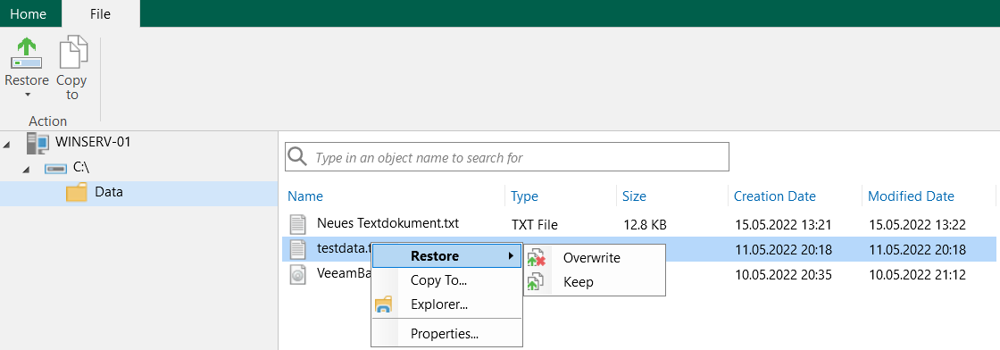 Home File
Restore Copy to
Action
WINSERV-01
C:\
Data
Type in an object name to search for
Name Type Size Creation Date Modified Date
Neues Textdokument.txt TXT File 12.8 KB 15.05.2022 13:21 15.05.2022 13:22
testdata.t 11.05.2022 20:18 11.05.2022 20:18
VeeamBa 10.05.2022 20:35 10.05.2022 21:12
Restore
Copy To...
Explorer...
Properties...
Overwrite
Keep